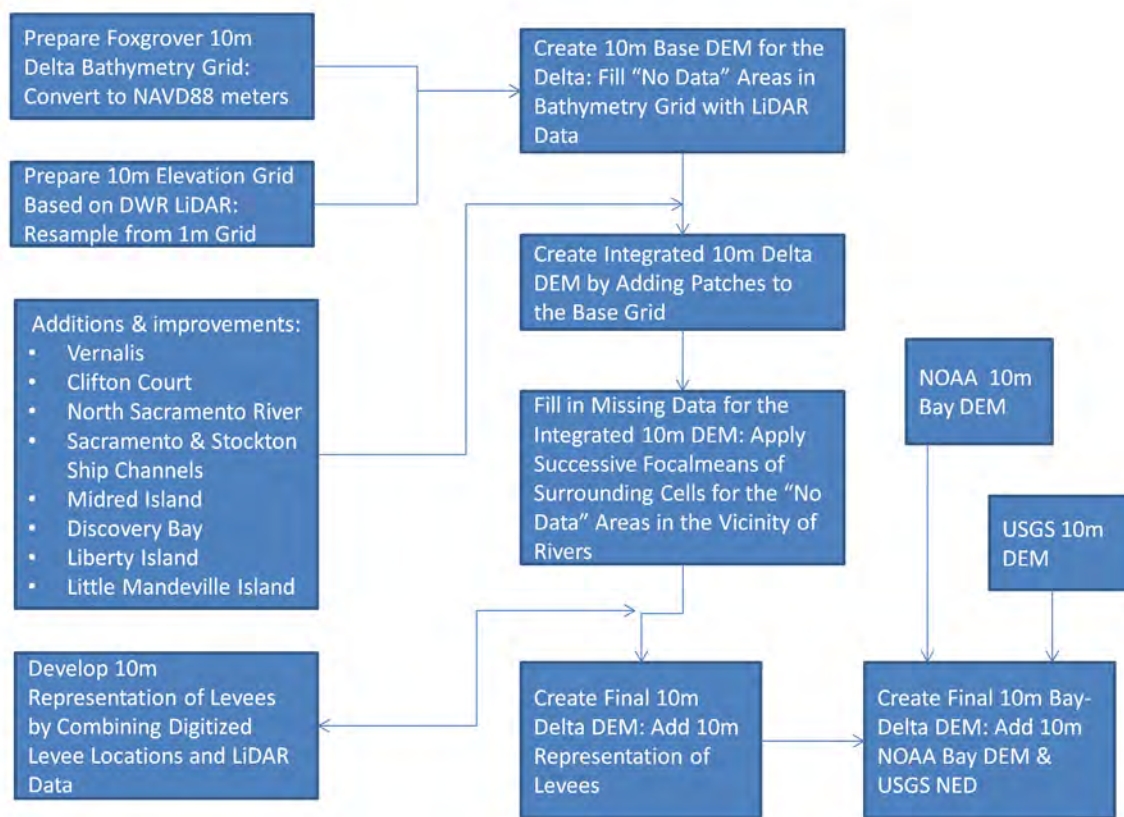 Prepare Foxgrover 10m
Delta Bathymetry Grid:
Convert to NAVD88 meters
Prepare 10m Elevation Grid
Based on DWR LiDAR:
Resample from 1m Grid
Additions & improvements:
• Vernalis
• Clifton Court
• North Sacramento River
• Sacramento & Stockton
Ship Channels
• Midred Island
• Discovery Bay
• Liberty Island
• Little Mandeville Island
Develop 10m
Representation of Levees
by Combining Digitized
Levee Locations and LiDAR
Data
Create 10m Base DEM for the
Delta: Fill “No Data” Areas in
Bathymetry Grid with LiDAR
Data
Create Integrated 10m Delta
DEM by Adding Patches to
the Base Grid
Fill in Missing Data for the
Integrated 10m DEM: Apply
Successive Focalmeans of
Surrounding Cells for the “No
Data” Areas in the Vicinity of
Rivers
Create Final 10m
Delta DEM: Add 10m
Representation of
Levees
NOAA 10m
Bay DEM
USGS 10m
DEM
Create Final 10m Bay-
Delta DEM: Add 10m
NOAA Bay DEM &
USGS NED